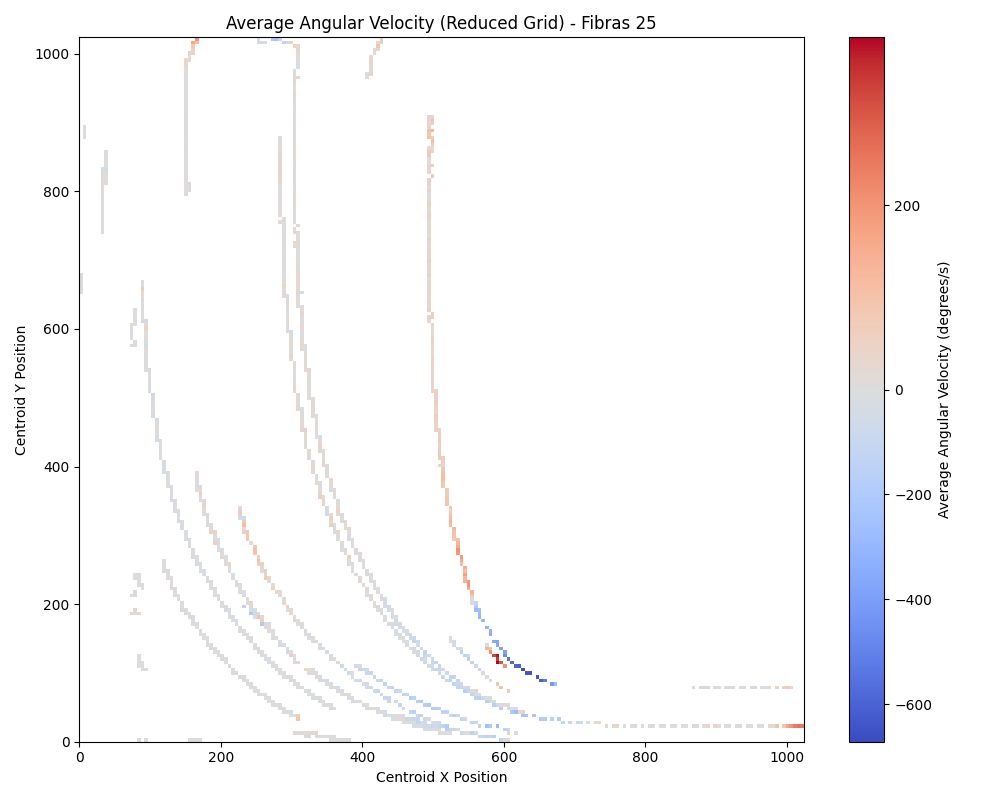 Average Angular Velocity (Reduced Grid) - Fibras 25
1000
800
600
400
200
0
Centroid Y Position
0 200 400 600 800 1000
Centroid X Position
200
0
−200
−400
−600
Average Angular Velocity (degrees/s)